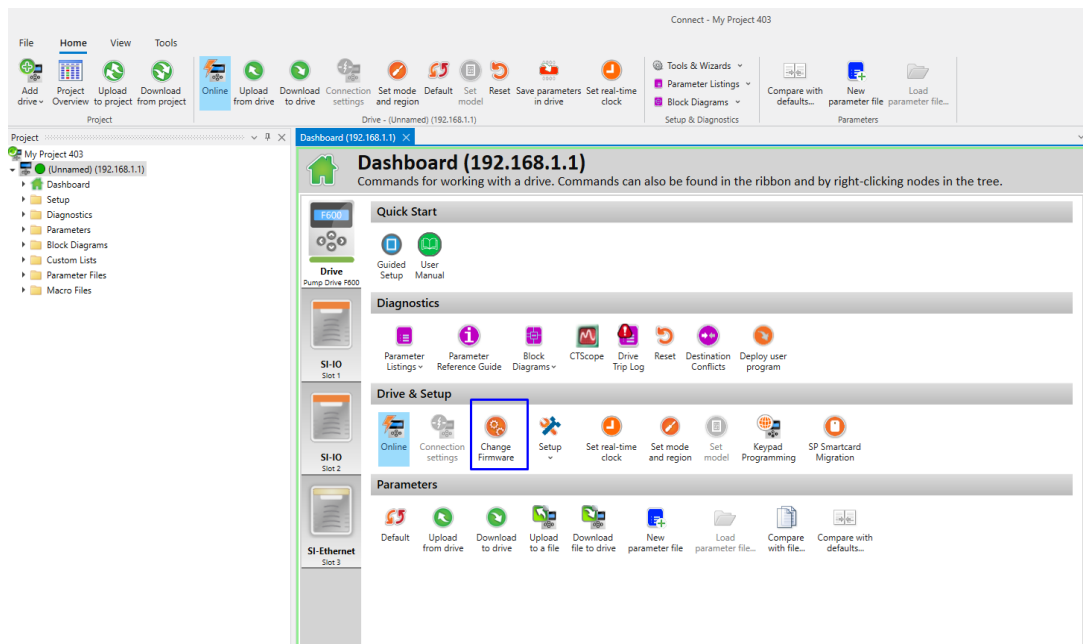 Connect - My Project 403
File Home View Tools
Add drive
Project Overview
Upload to project
Download from project
Project
Online
Upload from drive
Download to drive
Connection settings
Set mode and region
Default
Set model
Reset
Save parameters in drive
Set real-time clock
Drive - (Unnamed) (192.168.1.1)
Tools & Wizards
Parameter Listings
Block Diagrams
Setup & Diagnostics
Compare with defaults...
New parameter file
Load parameter file...
Parameters
Project
My Project 403
(Unnamed) (192.168.1.1)
Dashboard
Setup
Diagnostics
Parameters
Block Diagrams
Custom Lists
Parameter Files
Macro Files
Dashboard (192.168.1.1)
Dashboard (192.168.1.1)
Commands for working with a drive. Commands can also be found in the ribbon and by right-clicking nodes in the tree.
F600
Drive
Pump Drive F600
SI-IO
Slot 1
SI-IO
Slot 2
SI-Ethernet
Slot 3
Quick Start
Guided Setup
User Manual
Diagnostics
Parameter Listings
Parameter Reference Guide
Block Diagrams
CTScope
Drive Trip Log
Reset
Destination Conflicts
Deploy user program
Drive & Setup
Online
Connection settings
Change Firmware
Setup
Set real-time clock
Set mode and region
Set model
Keypad Programming
SP Smartcard Migration
Parameters
Default
Upload from drive
Download to drive
Upload to a file
Download file to drive
New parameter file
Load parameter file...
Compare with file...
Compare with defaults...